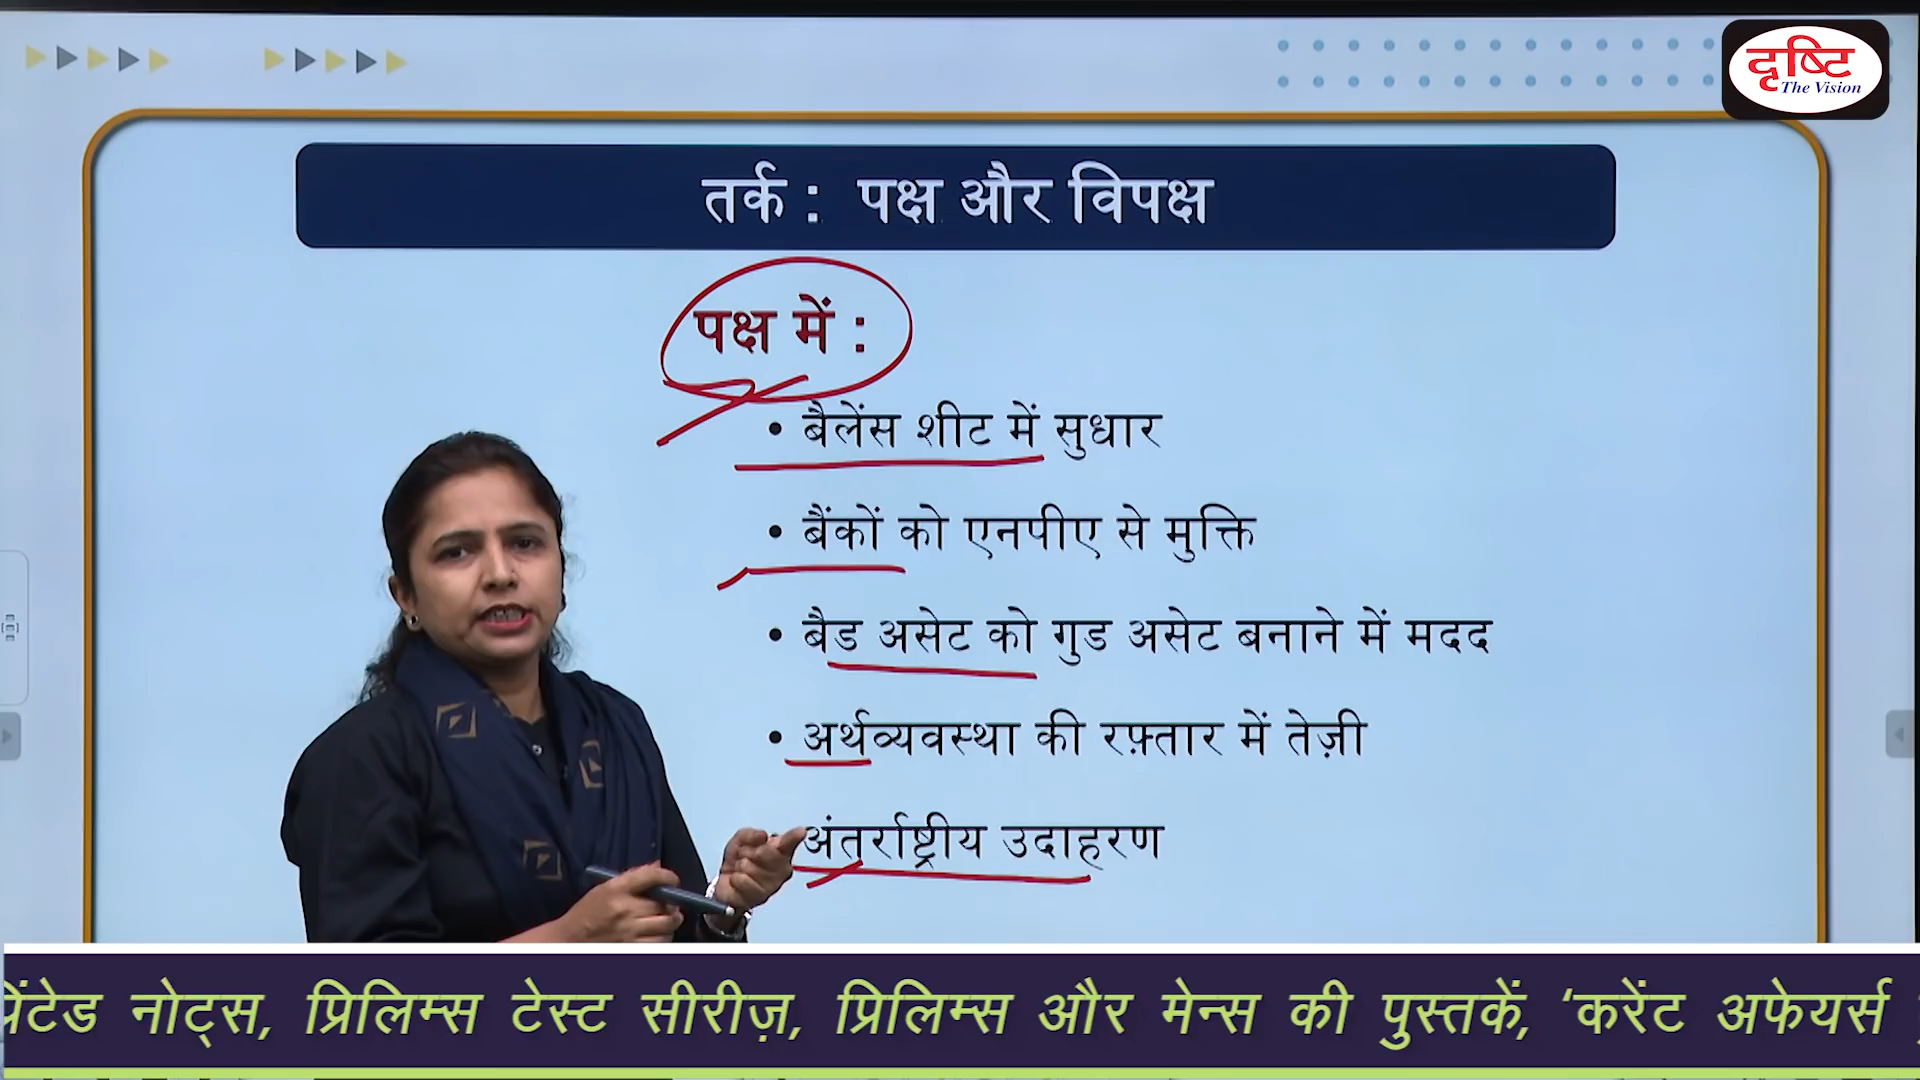 दृष्टि
The Vision
तर्क : पक्ष और विपक्ष
पक्ष में :
• बैलेंस शीट में सुधार
• बैंकों को एनपीए से मुक्ति
• बैड असेट को गुड असेट बनाने में मदद
• अर्थव्यवस्था की रफ़्तार में तेज़ी
• अंतर्राष्ट्रीय उदाहरण
नोट्स, प्रिलिम्स टेस्ट सीरीज़, प्रिलिम्स और मेन्स की पुस्तकें, ‘करेंट अफेयर्स